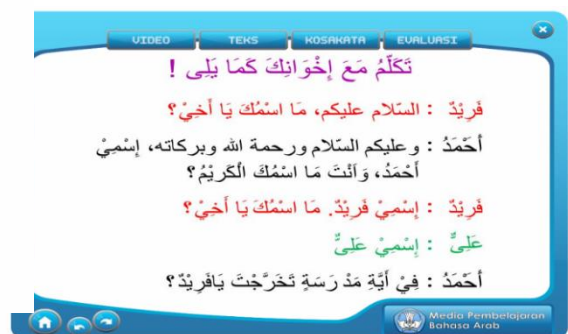 VIDEO TEKS KOSAKATA EVALUASI
تَكَلَّمُ مَعَ إِخْوَانِكَ كَمَا يَلِى !
فَرِيْدٌ : السّلام عليكم، مَا اسْمُكَ يَا أَخِيْ؟
أَحْمَدُ : وعليكم السّلام ورحمة الله وبركاته، إِسْمِيْ
أَحْمَدُ، وَأَنْتَ مَا اسْمُكَ الْكَرِيْمُ؟
فَرِيْدٌ : إِسْمِيْ فَرِيْدٌ. مَا اسْمُكَ يَا أَخِيْ؟
عَلِىٌّ : إِسْمِيْ عَلِىٌّ
أَحْمَدُ : فِيْ أَيَّةِ مَدْ رَسَةٍ تَخَرَّجْتَ يَافَرِيْدٌ؟
Media Pembelajaran
Bahasa Arab